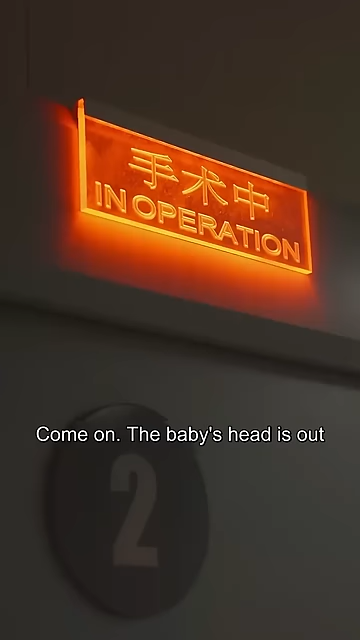 手术中
IN OPERATION
Come on. The baby's head is out
2